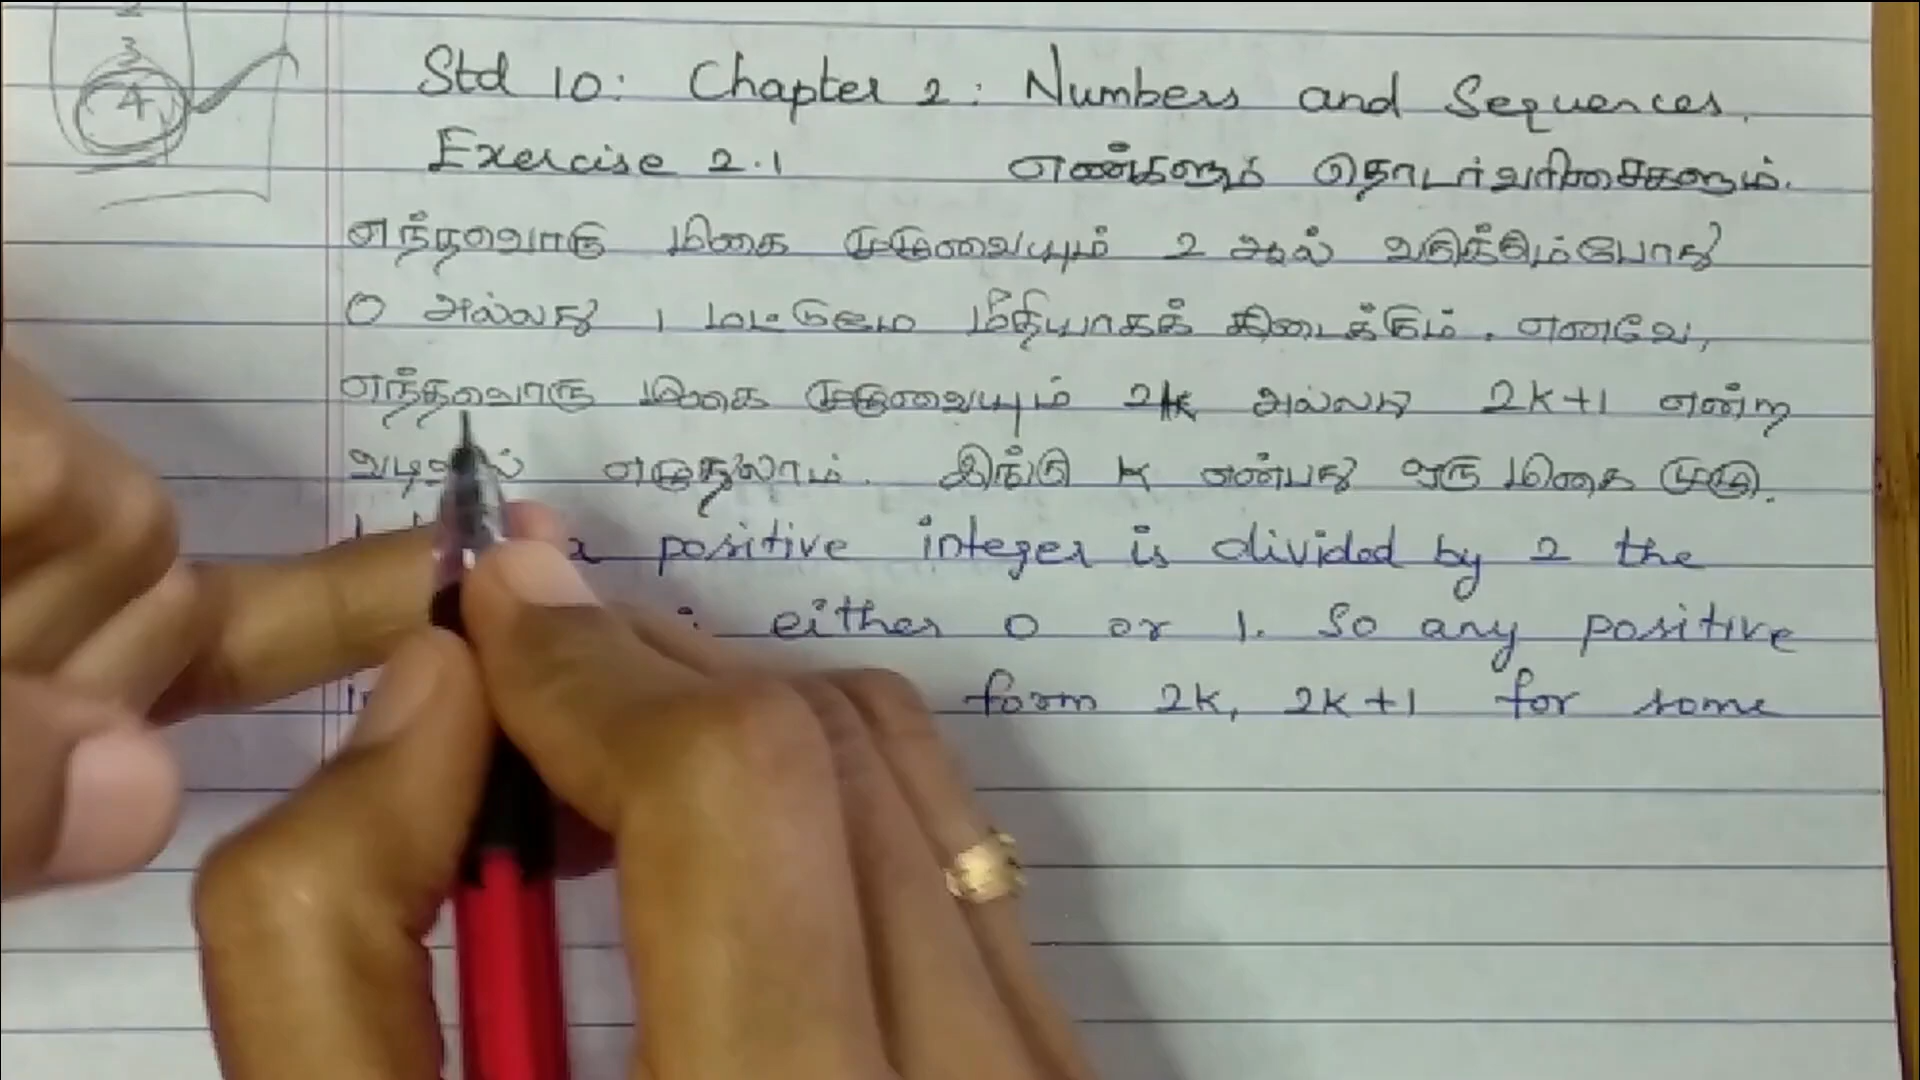 2
3
4
Std 10: Chapter 2: Numbers and Sequences.
Exercise 2.1 எண்களும் தொடர்வரிசைகளும்.
எந்தவொரு மிகை முழுவையும் 2 ஆல் வகுக்கும்போது
0 அல்லது 1 மட்டுமே மீதியாகக் கிடைக்கும். எனவே,
எந்தவொரு மிகை முழுவையும் 2k அல்லது 2k+1 என்ற
எழுதலாம். இங்கு k என்பது ஒரு மிகை முழு.
a positive integer is divided by 2 the
either 0 or 1. So any positive
form 2k, 2k+1 for some